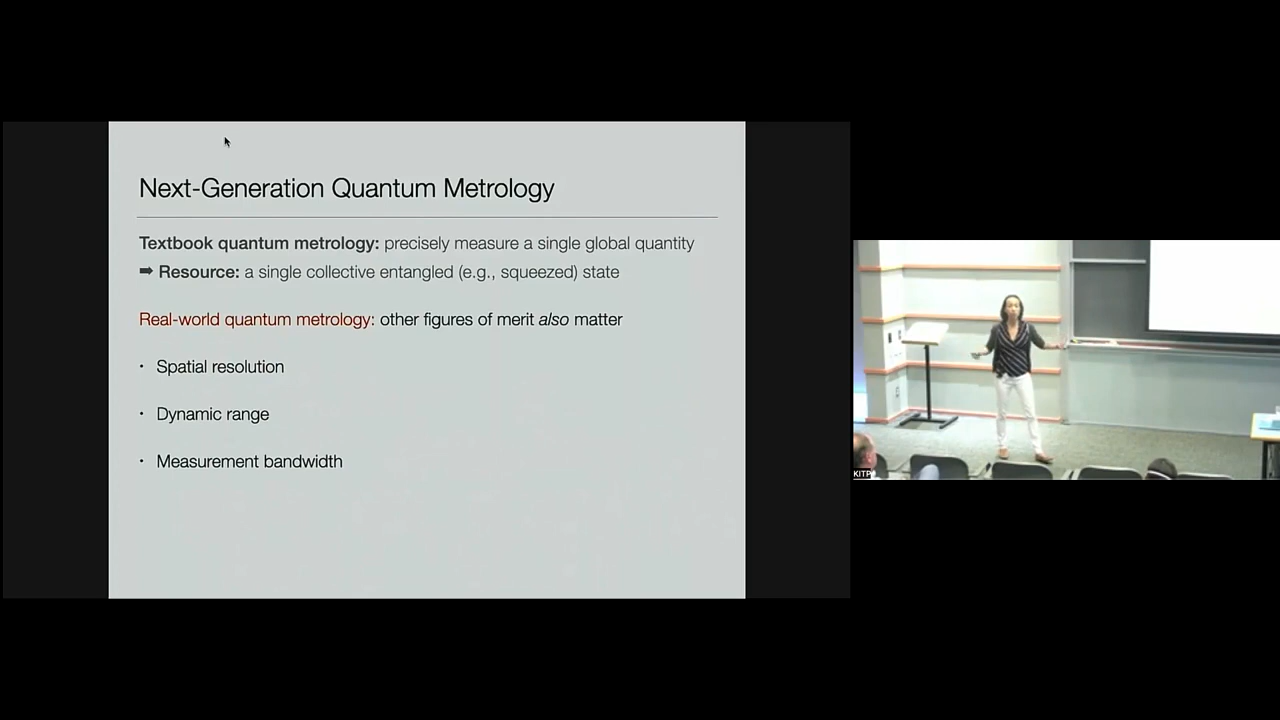 Next-Generation Quantum Metrology
Textbook quantum metrology: precisely measure a single global quantity
➡ Resource: a single collective entangled (e.g., squeezed) state
Real-world quantum metrology: other figures of merit also matter
• Spatial resolution
• Dynamic range
• Measurement bandwidth
KITP